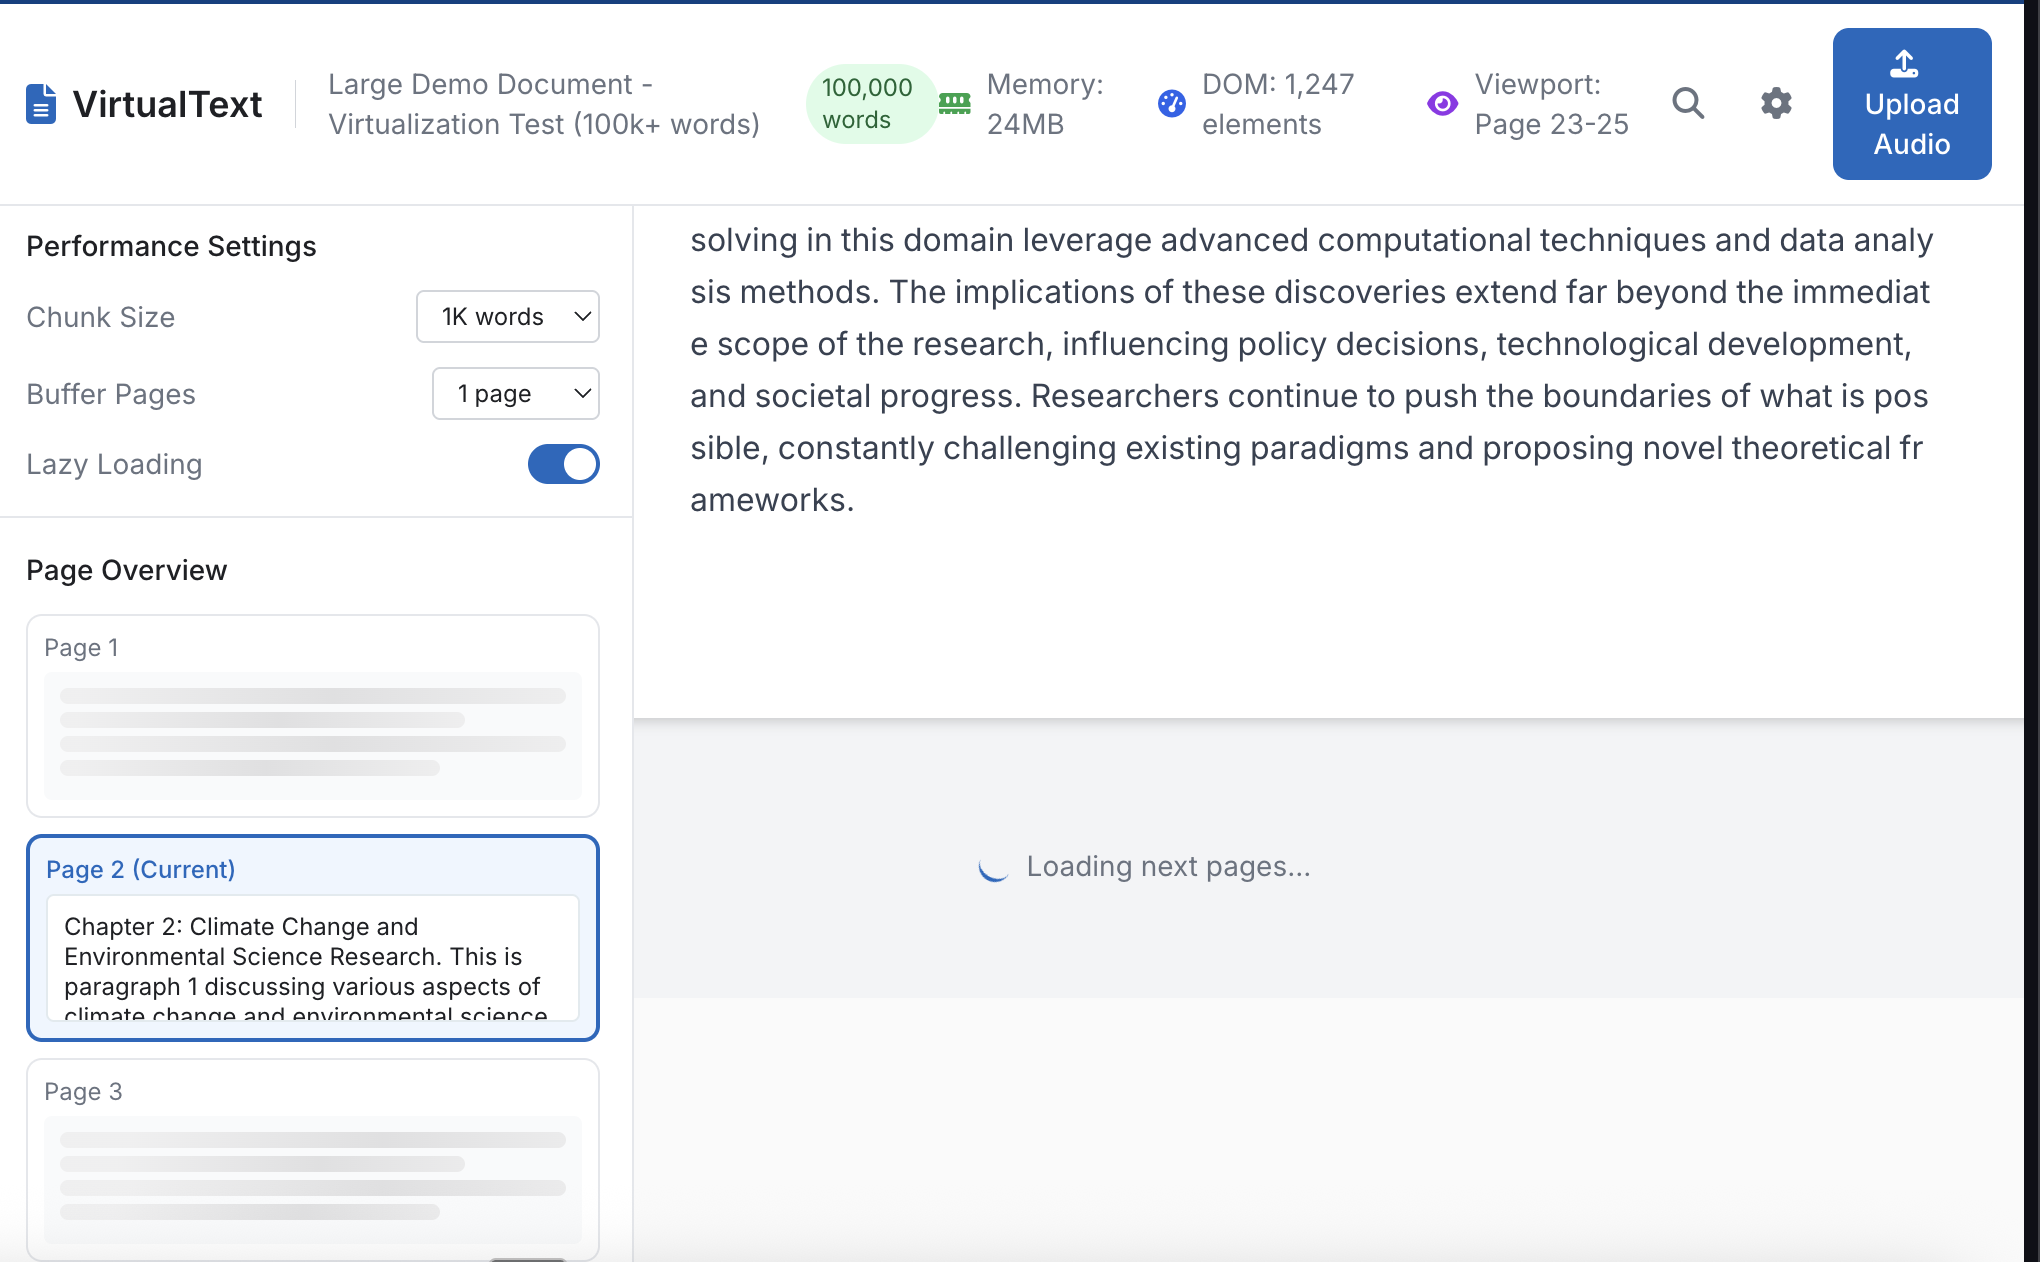 VirtualText
Large Demo Document -
Virtualization Test (100k+ words)
100,000
words
Memory:
24MB
DOM: 1,247
elements
Viewport:
Page 23-25
Upload
Audio
Performance Settings
Chunk Size
1K words
Buffer Pages
1 page
Lazy Loading
Page Overview
Page 1
Page 2 (Current)
Chapter 2: Climate Change and
Environmental Science Research. This is
paragraph 1 discussing various aspects of
climate change and environmental science
Page 3
solving in this domain leverage advanced computational techniques and data analy
sis methods. The implications of these discoveries extend far beyond the immediat
e scope of the research, influencing policy decisions, technological development,
and societal progress. Researchers continue to push the boundaries of what is pos
sible, constantly challenging existing paradigms and proposing novel theoretical fr
ameworks.
Loading next pages...